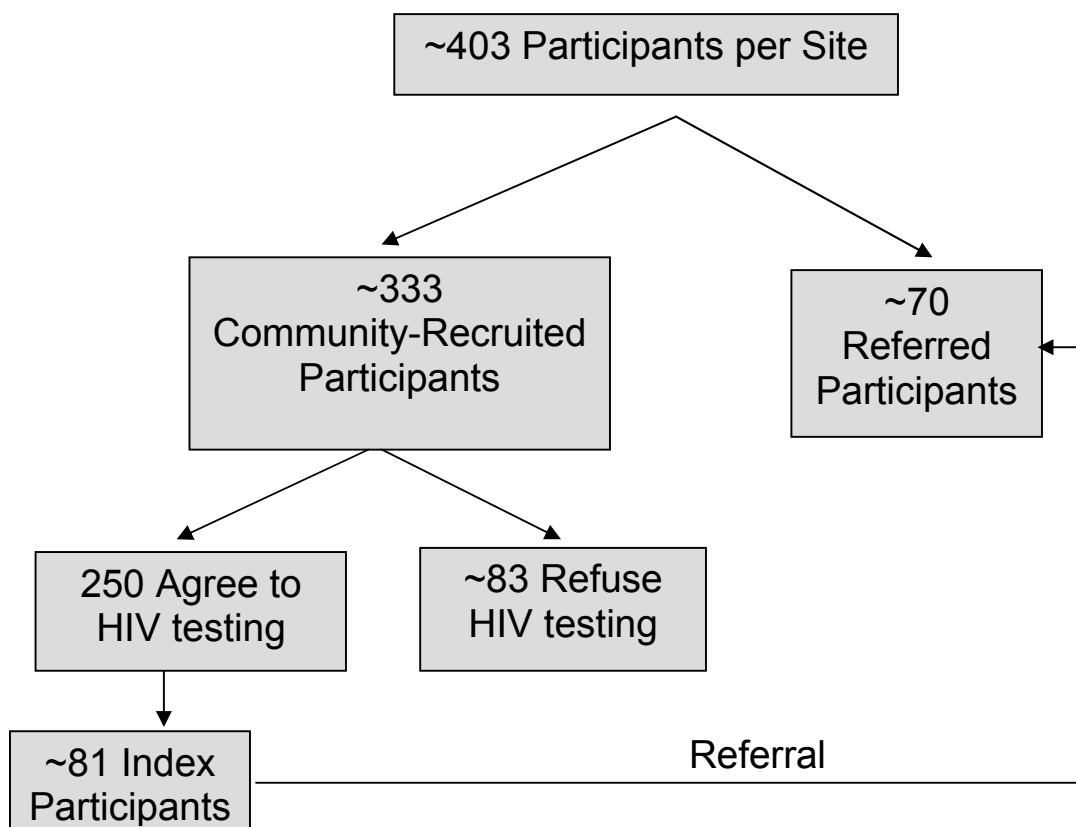 ~403 Participants per Site
~333
Community-Recruited
Participants
~70
Referred
Participants
250 Agree to
HIV testing
~83 Refuse
HIV testing
~81 Index
Participants
Referral